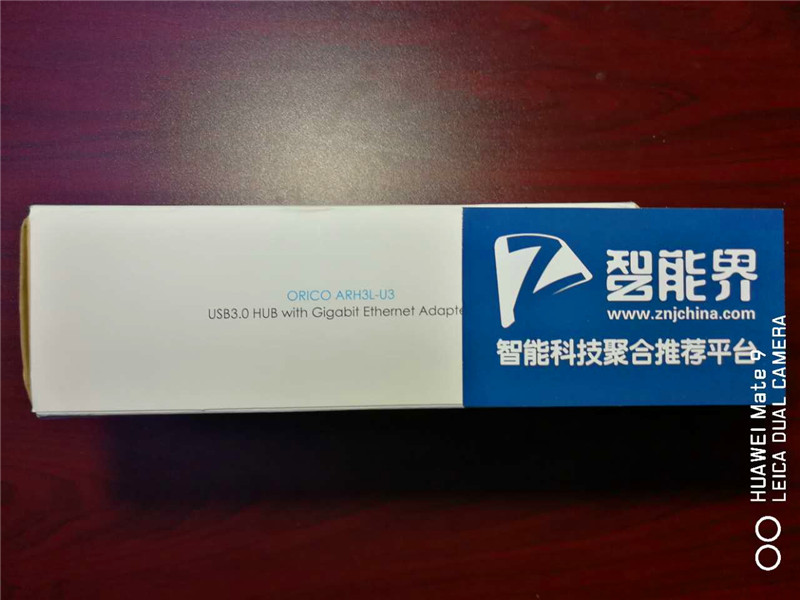 ORICO ARH3L-U3
USB3.0 HUB with Gigabit Ethernet Adapte
智能界
www.znjchina.com
智能科技聚合推荐平台
HUAWEI Mate 9
LEICA DUAL CAMERA